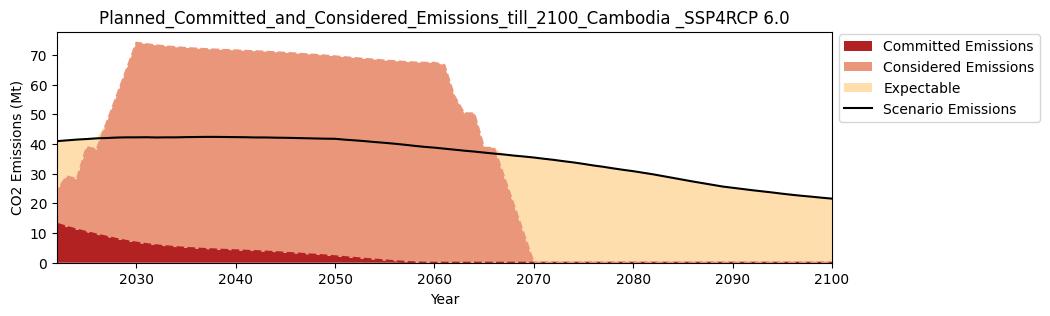 Planned_Committed_and_Considered_Emissions_till_2100_Cambodia _SSP4RCP 6.0
Committed Emissions
Considered Emissions
Expectable
Scenario Emissions
CO2 Emissions (Mt)
70
60
50
40
30
20
10
0
2030 2040 2050 2060 2070 2080 2090 2100
Year